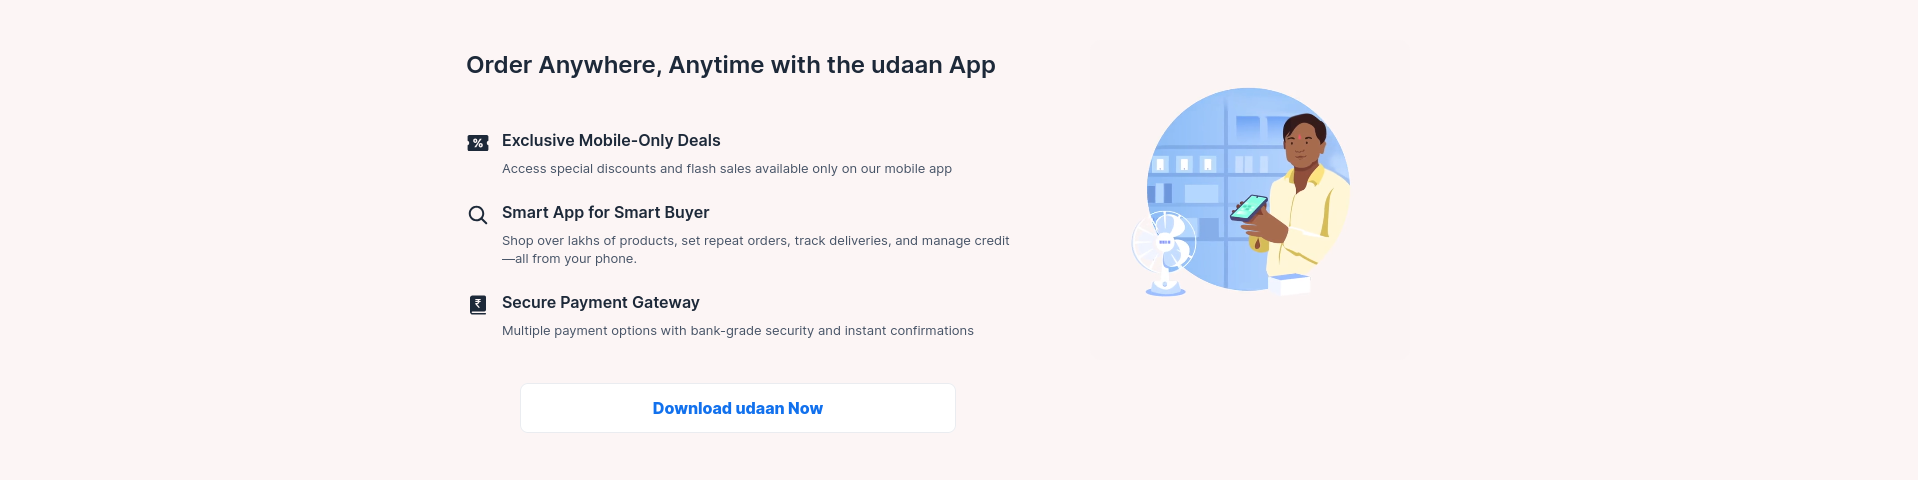 Order Anywhere, Anytime with the udaan App
Exclusive Mobile-Only Deals
Access special discounts and flash sales available only on our mobile app
Smart App for Smart Buyer
Shop over lakhs of products, set repeat orders, track deliveries, and manage credit
—all from your phone.
Secure Payment Gateway
Multiple payment options with bank-grade security and instant confirmations
Download udaan Now